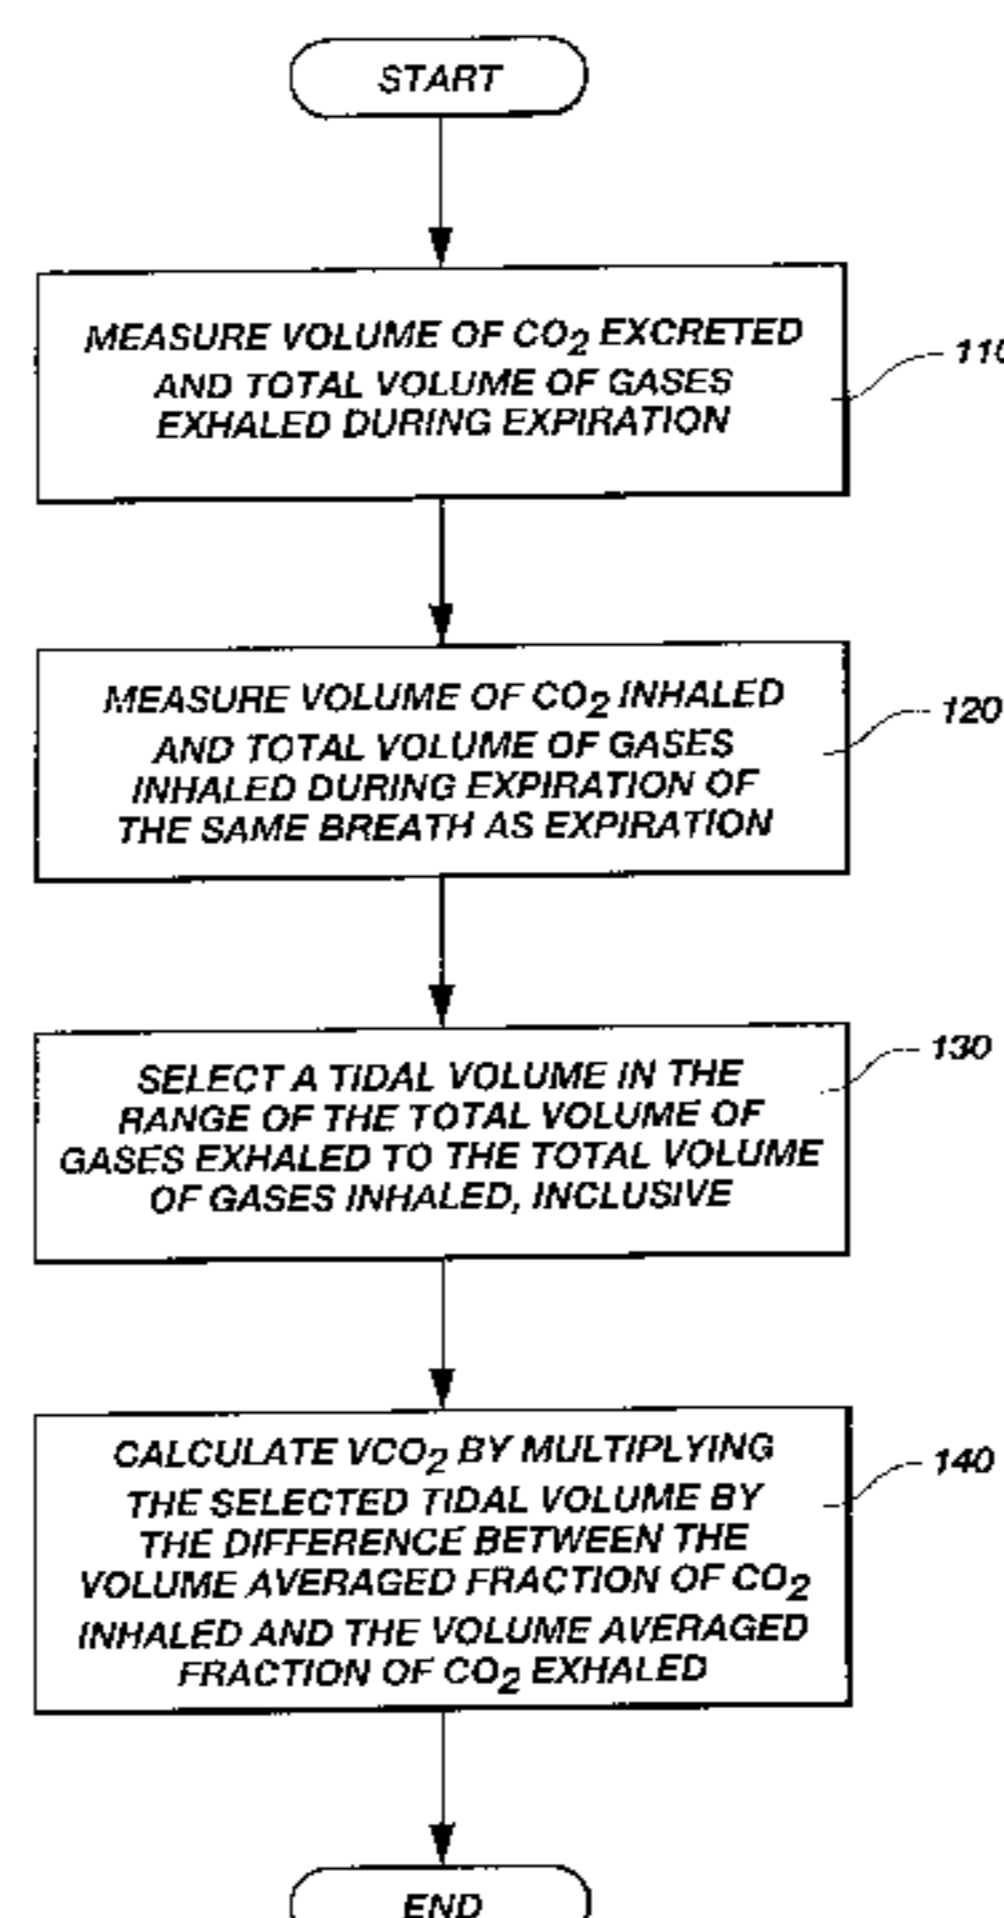 START
MEASURE VOLUME OF CO2 EXCRETED
AND TOTAL VOLUME OF GASES
EXHALED DURING EXPIRATION
110
MEASURE VOLUME OF CO2 INHALED
AND TOTAL VOLUME OF GASES
INHALED DURING EXPIRATION OF
THE SAME BREATH AS EXPIRATION
120
SELECT A TIDAL VOLUME IN THE
RANGE OF THE TOTAL VOLUME OF
GASES EXHALED TO THE TOTAL VOLUME
OF GASES INHALED, INCLUSIVE
130
CALCULATE VCO2 BY MULTIPLYING
THE SELECTED TIDAL VOLUME BY
THE DIFFERENCE BETWEEN THE
VOLUME AVERAGED FRACTION OF CO2
INHALED AND THE VOLUME AVERAGED
FRACTION OF CO2 EXHALED
140
END